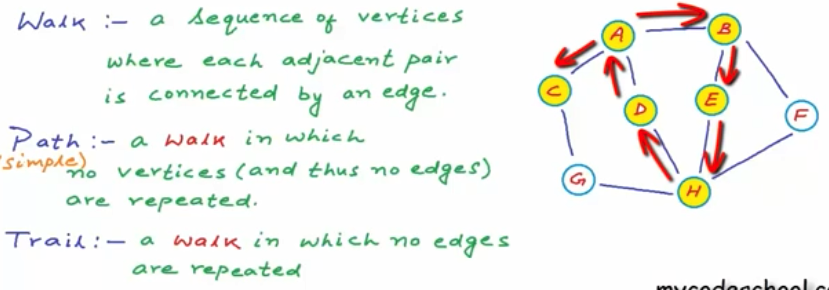 Walk :- a sequence of vertices
where each adjacent pair
is connected by an edge.
Path :- a walk in which
(simple)
no vertices (and thus no edges)
are repeated.
Trail :- a walk in which no edges
are repeated
A
B
C
D
E
F
G
H